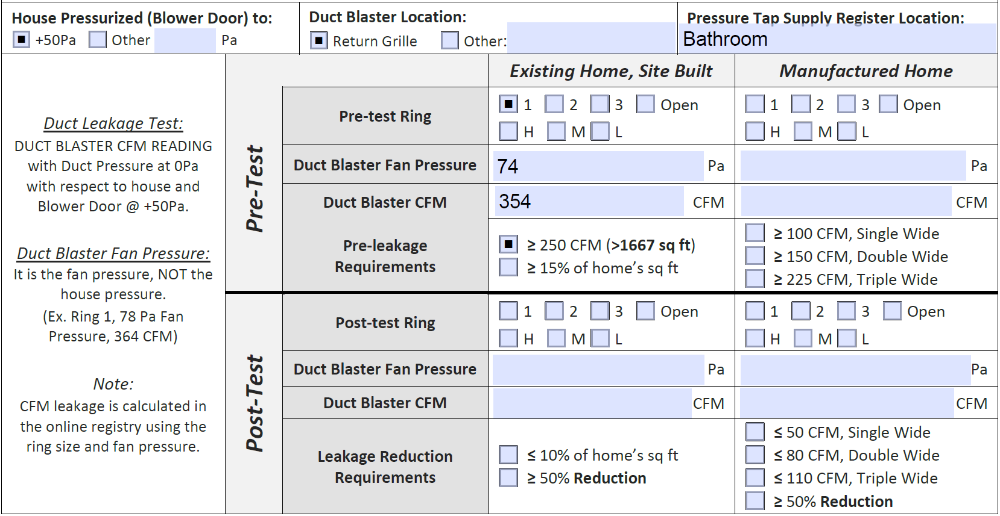 House Pressurized (Blower Door) to:
+50Pa Other Pa
Duct Blaster Location:
Return Grille Other:
Pressure Tap Supply Register Location:
Bathroom
Duct Leakage Test:
DUCT BLASTER CFM READING
with Duct Pressure at 0Pa
with respect to house and
Blower Door @ +50Pa.
Duct Blaster Fan Pressure:
It is the fan pressure, NOT the
house pressure.
(Ex. Ring 1, 78 Pa Fan
Pressure, 364 CFM)
Note:
CFM leakage is calculated in
the online registry using the
ring size and fan pressure.
Existing Home, Site Built
Manufactured Home
Pre-Test
Pre-test Ring
1 2 3 Open
H M L
1 2 3 Open
H M L
Duct Blaster Fan Pressure
74 Pa
Pa
Duct Blaster CFM
354 CFM
CFM
Pre-leakage
Requirements
≥ 250 CFM (>1667 sq ft)
≥ 15% of home’s sq ft
≥ 100 CFM, Single Wide
≥ 150 CFM, Double Wide
≥ 225 CFM, Triple Wide
Post-Test
Post-test Ring
1 2 3 Open
H M L
1 2 3 Open
H M L
Duct Blaster Fan Pressure
Pa
Pa
Duct Blaster CFM
CFM
CFM
Leakage Reduction
Requirements
≤ 10% of home’s sq ft
≥ 50% Reduction
≤ 50 CFM, Single Wide
≤ 80 CFM, Double Wide
≤ 110 CFM, Triple Wide
≥ 50% Reduction